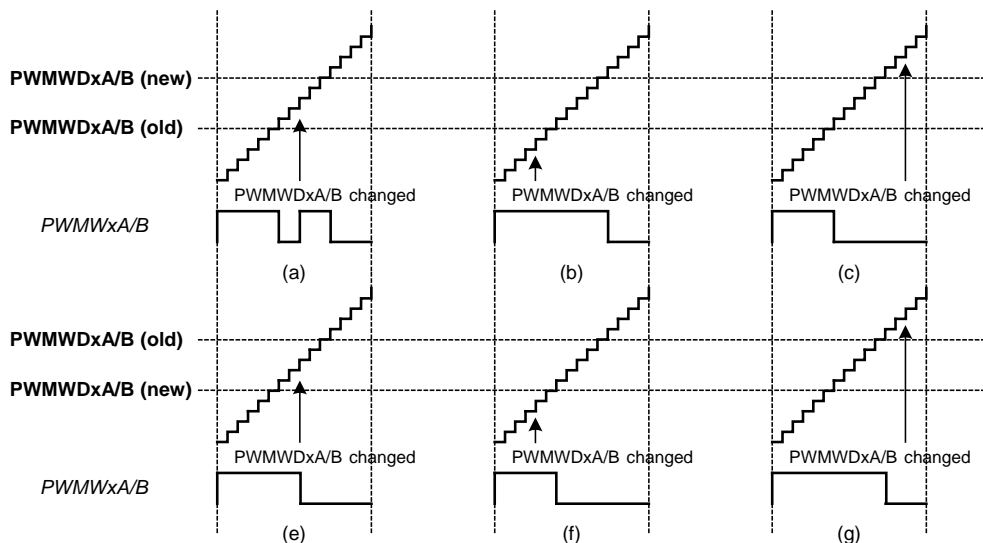 PWMWDxA/B (new)
PWMWDxA/B (old)
PWMWDxA/B changed
PWMWDxA/B changed
PWMWDxA/B changed
PWMWxA/B
(a)
(b)
(c)
PWMWDxA/B (old)
PWMWDxA/B (new)
PWMWDxA/B changed
PWMWDxA/B changed
PWMWDxA/B changed
PWMWxA/B
(e)
(f)
(g)